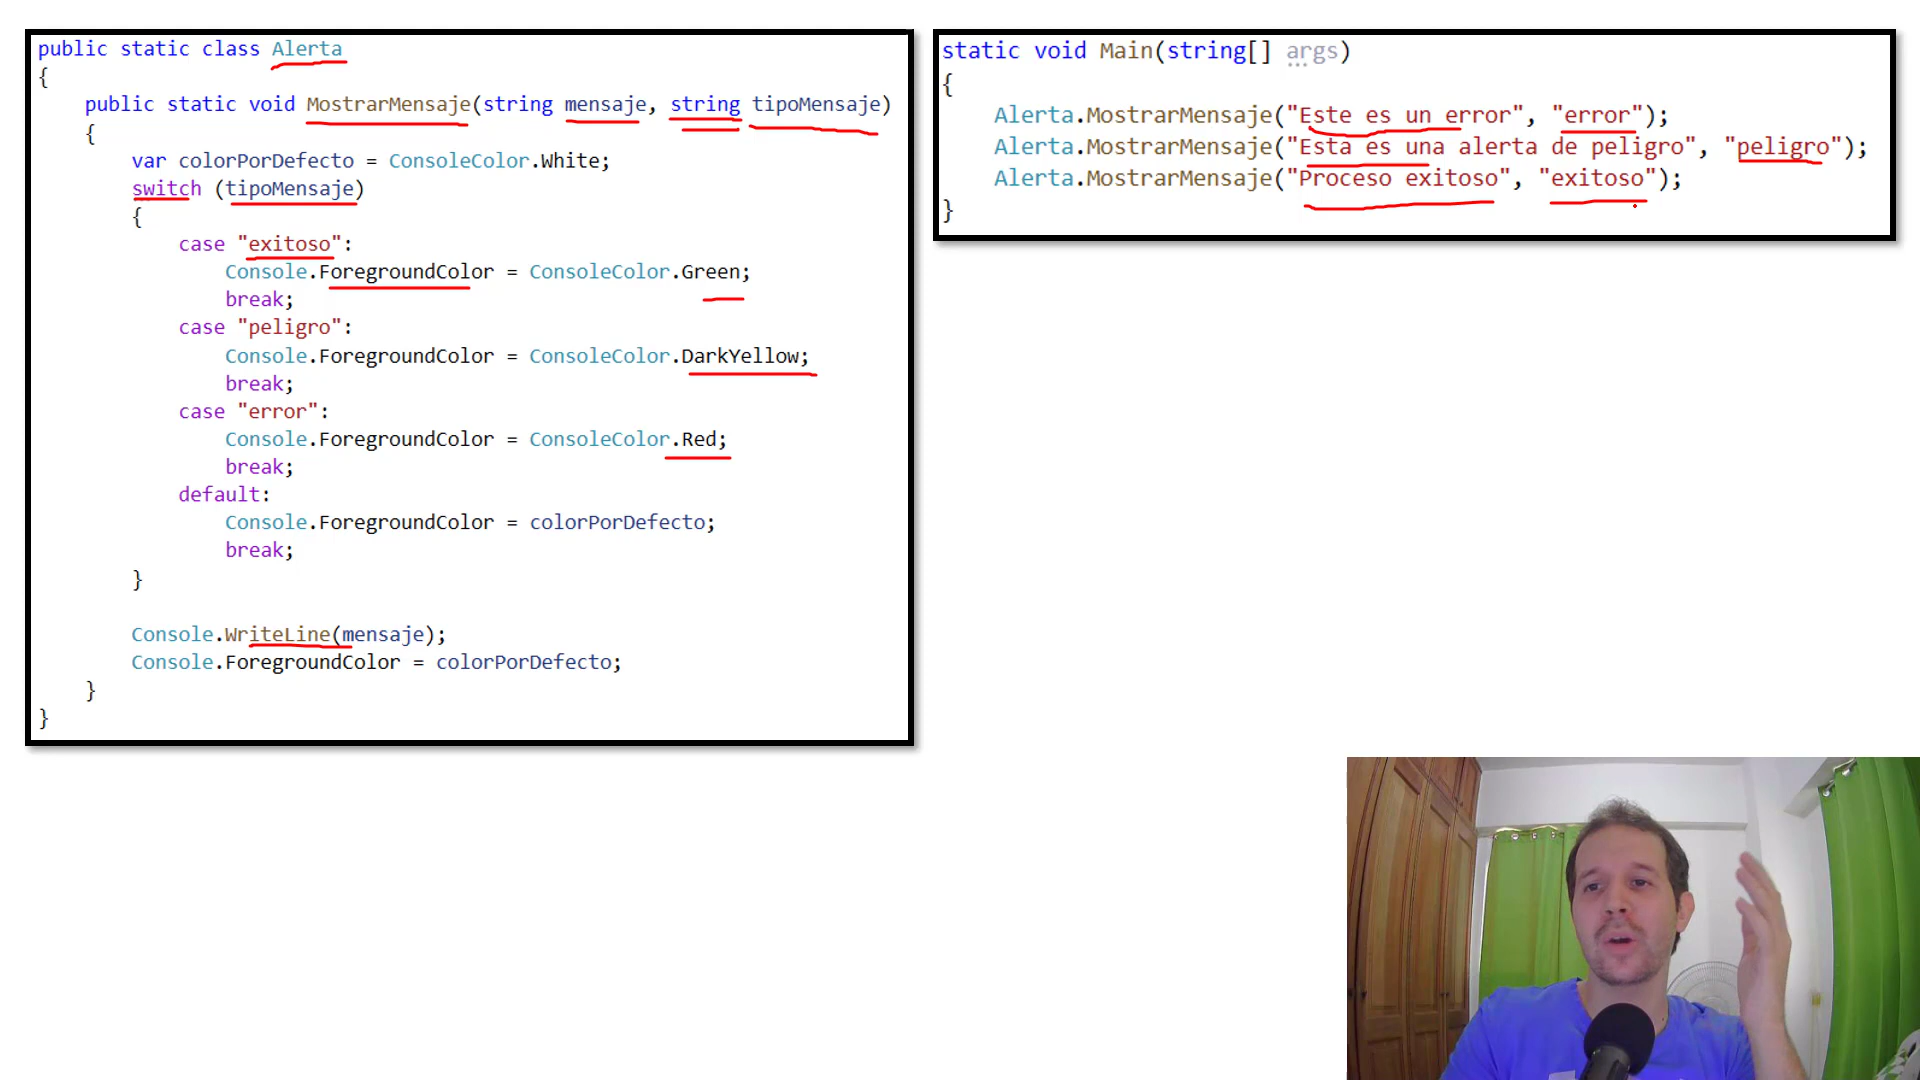 public static class Alerta
{
public static void MostrarMensaje(string mensaje, string tipoMensaje)
{
var colorPorDefecto = ConsoleColor.White;
switch (tipoMensaje)
{
case "exitoso":
Console.ForegroundColor = ConsoleColor.Green;
break;
case "peligro":
Console.ForegroundColor = ConsoleColor.DarkYellow;
break;
case "error":
Console.ForegroundColor = ConsoleColor.Red;
break;
default:
Console.ForegroundColor = colorPorDefecto;
break;
}
Console.WriteLine(mensaje);
Console.ForegroundColor = colorPorDefecto;
}
}
static void Main(string[] args)
{
Alerta.MostrarMensaje("Este es un error", "error");
Alerta.MostrarMensaje("Esta es una alerta de peligro", "peligro");
Alerta.MostrarMensaje("Proceso exitoso", "exitoso");
}